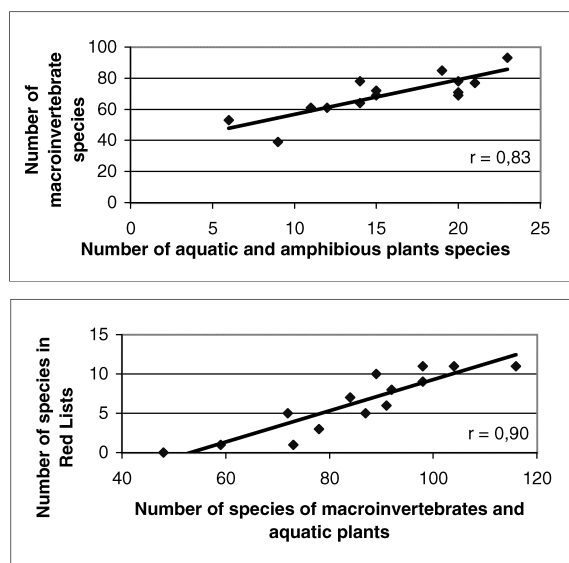 100
80
60
40
20
0
Number of
macroinvertebrate
species
r = 0,83
0 5 10 15 20 25
Number of aquatic and amphibious plants species
15
10
5
0
Number of species in
Red Lists
r = 0,90
40 60 80 100 120
Number of species of macroinvertebrates and
aquatic plants